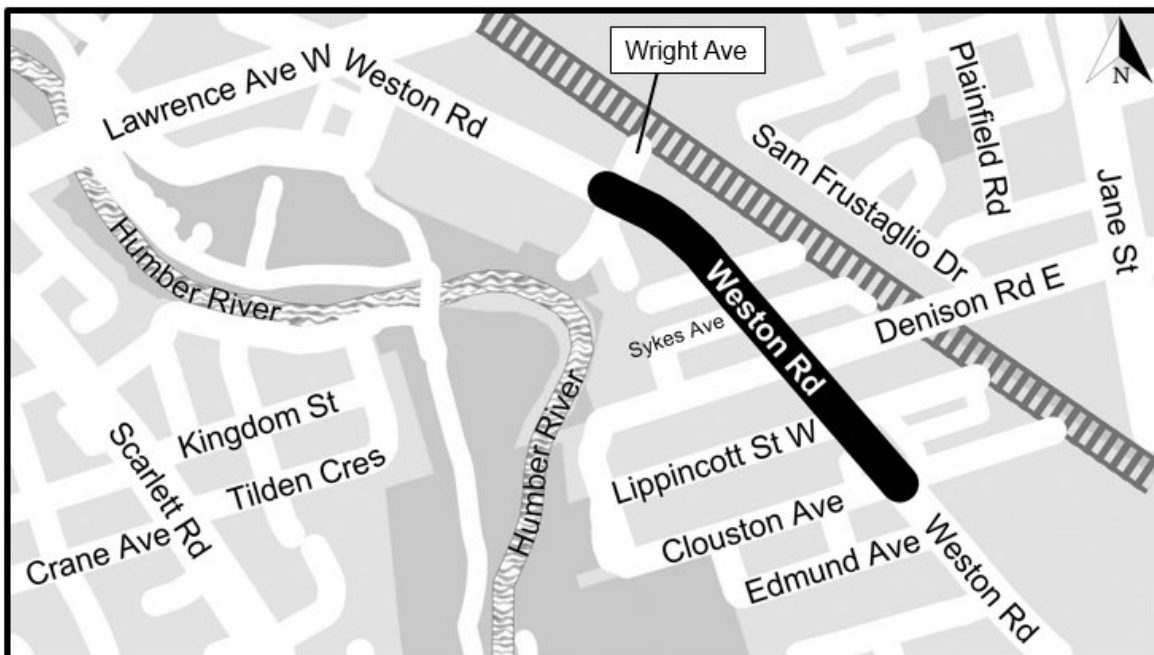 Wright Ave
N
Lawrence Ave W
Weston Rd
Plainfield Rd
Sam Frustaglio Dr
Jane St
Humber River
Weston Rd
Denison Rd E
Sykes Ave
Humber River
Kingdom St
Scarlett Rd
Tilden Cres
Lippincott St W
Crane Ave
Clouston Ave
Edmund Ave
Weston Rd